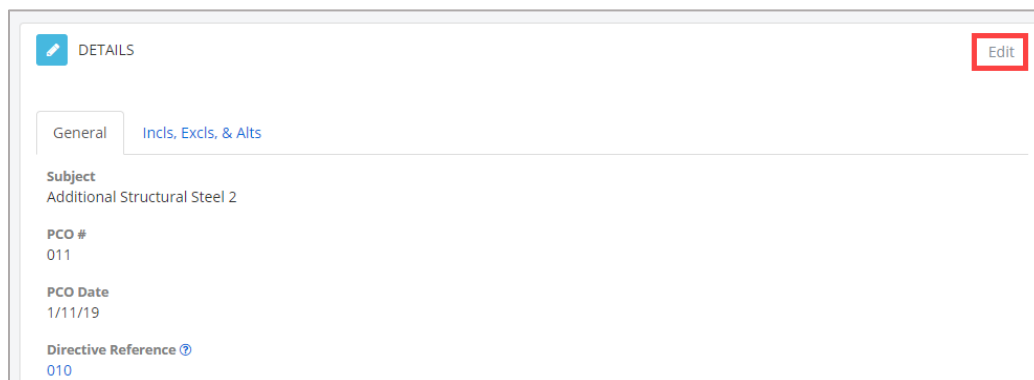 DETAILS
Edit
General
Incls, Excls, & Alts
Subject
Additional Structural Steel 2
PCO #
011
PCO Date
1/11/19
Directive Reference
010